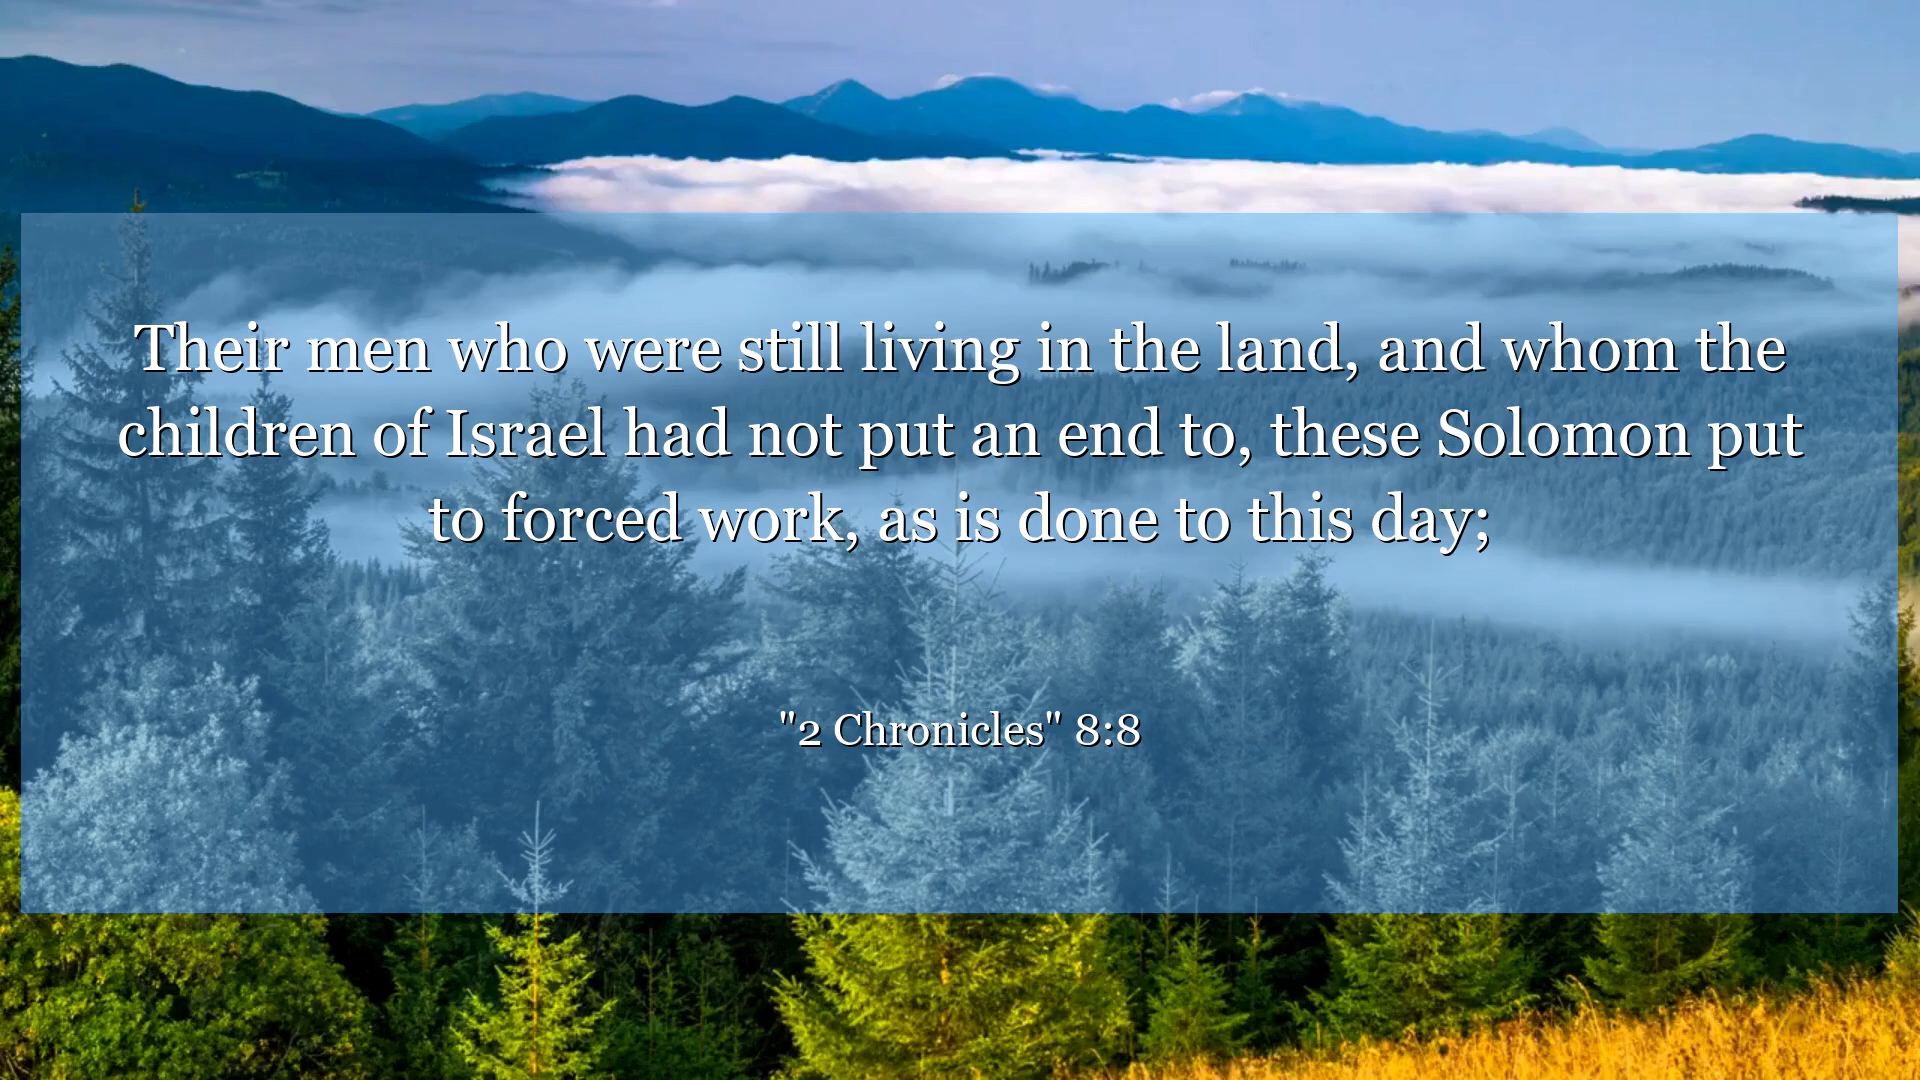 Their men who were still living in the land, and whom the
children of Israel had not put an end to, these Solomon put
to forced work, as is done to this day;
"2 Chronicles" 8:8